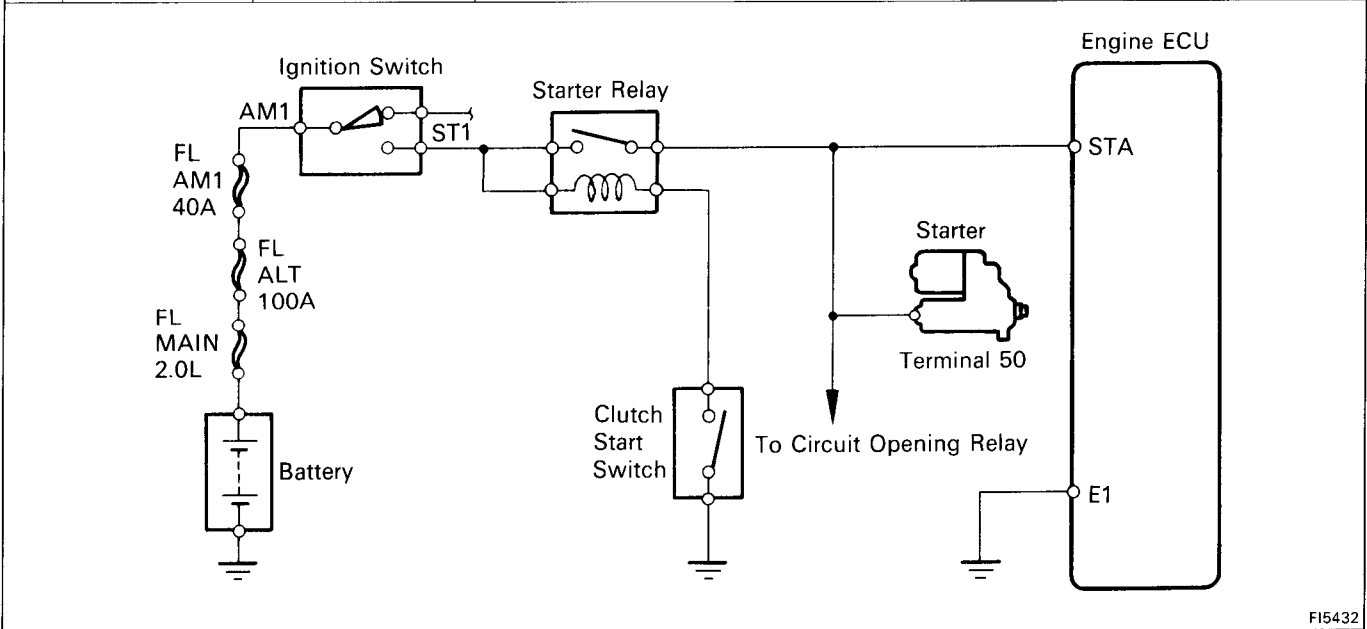 Engine ECU
Ignition Switch
Starter Relay
AM1
ST1
STA
FL
AM1
40A
FL
ALT
100A
FL
MAIN
2.0L
Starter
Terminal 50
Battery
Clutch
Start
Switch
To Circuit Opening Relay
E1
FI5432